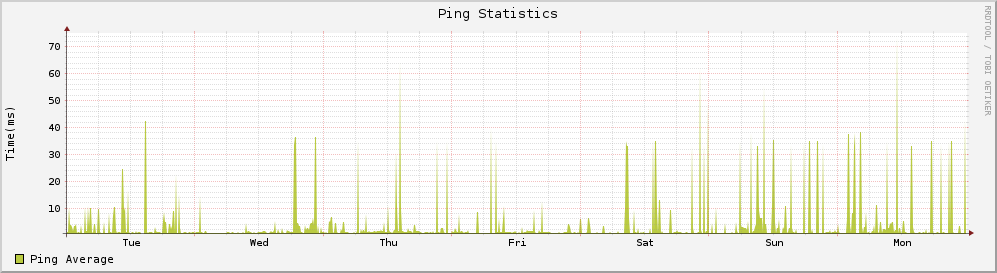 Ping Statistics
RRDTOOL / TOBI OETIKER
Time(ms)
70
60
50
40
30
20
10
Tue Wed Thu Fri Sat Sun Mon
Ping Average